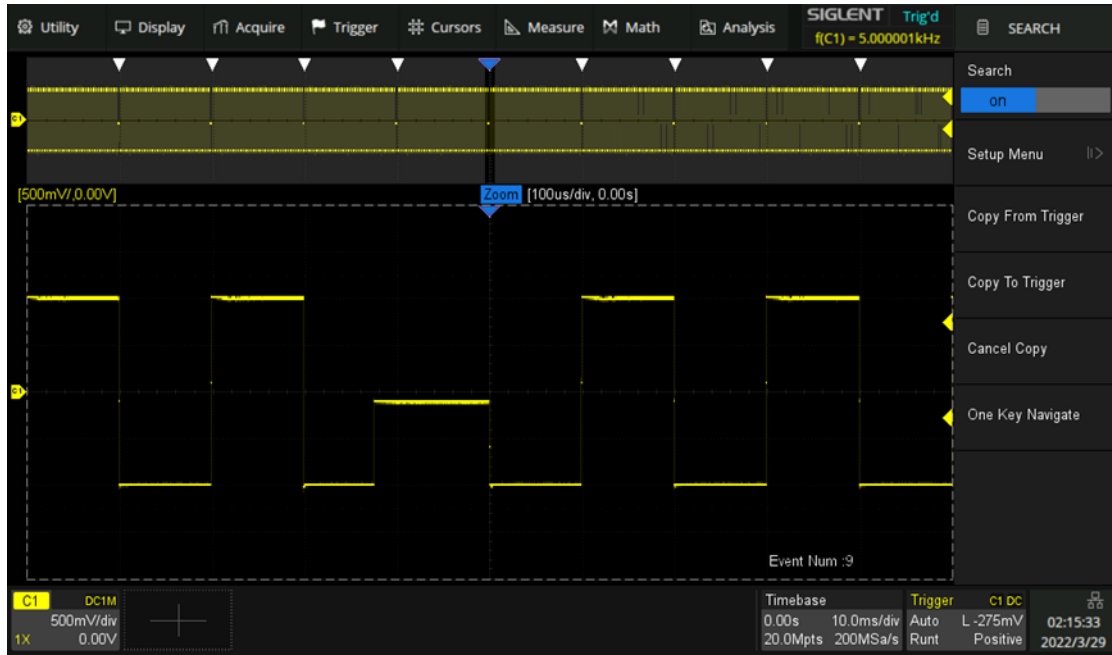 Utility Display Acquire Trigger Cursors Measure Math Analysis SIGLENT Trig'd SEARCH
f(C1) = 5.000001kHz
Search
on
C1
Setup Menu
[500mV/,0.00V] Zoom [100us/div, 0.00s]
Copy From Trigger
Copy To Trigger
Cancel Copy
C1
One Key Navigate
Event Num :9
C1 DC1M Timebase Trigger C1 DC
500mV/div 0.00s 10.0ms/div Auto L -275mV 02:15:33
1X 0.00V 20.0Mpts 200MSa/s Runt Positive 2022/3/29